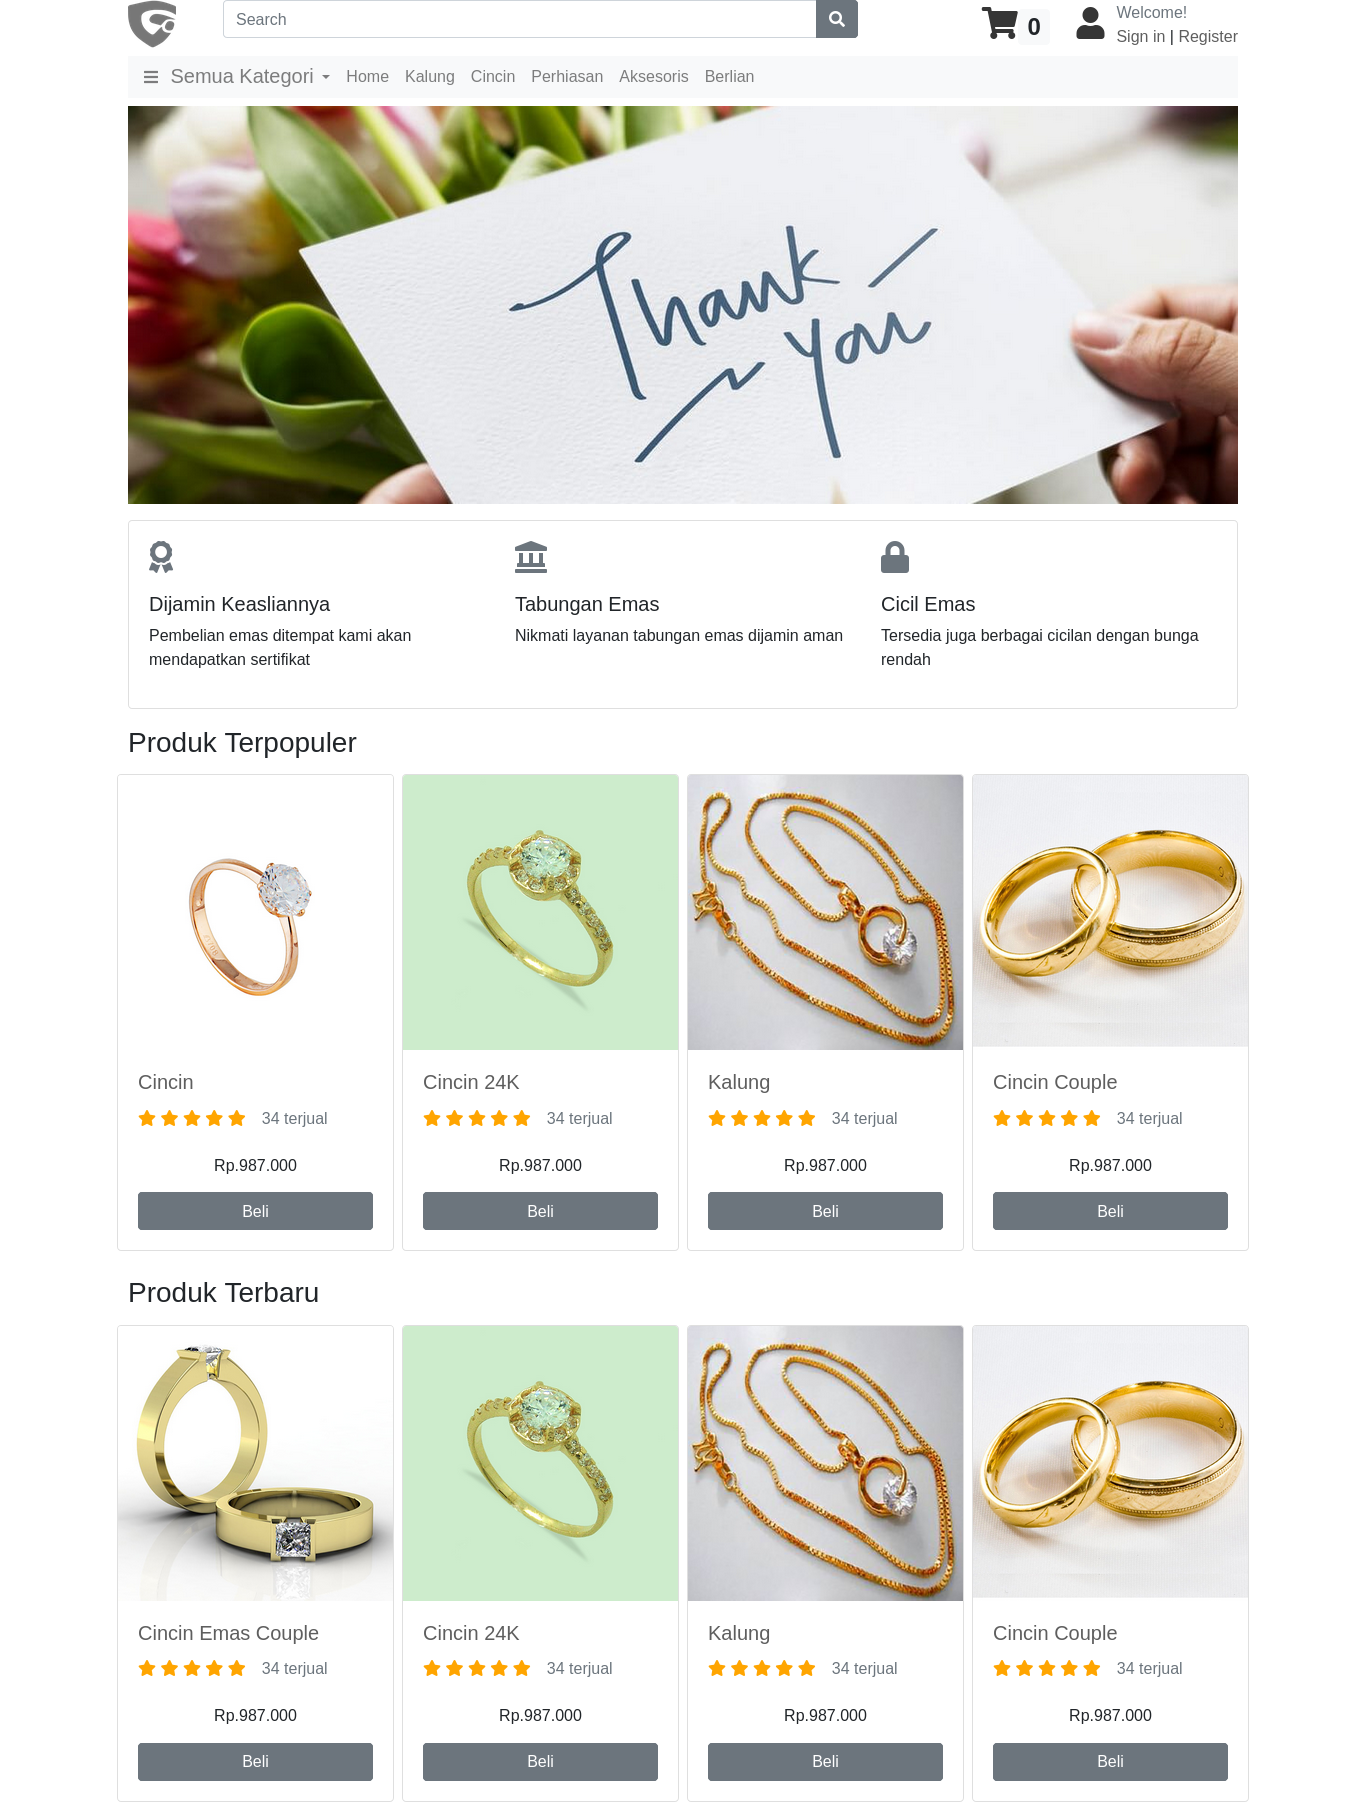 Search
0
Welcome!
Sign in | Register
Semua Kategori
Home
Kalung
Cincin
Perhiasan
Aksesoris
Berlian
Thank
You
Dijamin Keasliannya
Pembelian emas ditempat kami akan
mendapatkan sertifikat
Tabungan Emas
Nikmati layanan tabungan emas dijamin aman
Cicil Emas
Tersedia juga berbagai cicilan dengan bunga
rendah
Produk Terpopuler
Cincin
34 terjual
Rp.987.000
Beli
Cincin 24K
34 terjual
Rp.987.000
Beli
Kalung
34 terjual
Rp.987.000
Beli
Cincin Couple
34 terjual
Rp.987.000
Beli
Produk Terbaru
Cincin Emas Couple
34 terjual
Rp.987.000
Beli
Cincin 24K
34 terjual
Rp.987.000
Beli
Kalung
34 terjual
Rp.987.000
Beli
Cincin Couple
34 terjual
Rp.987.000
Beli